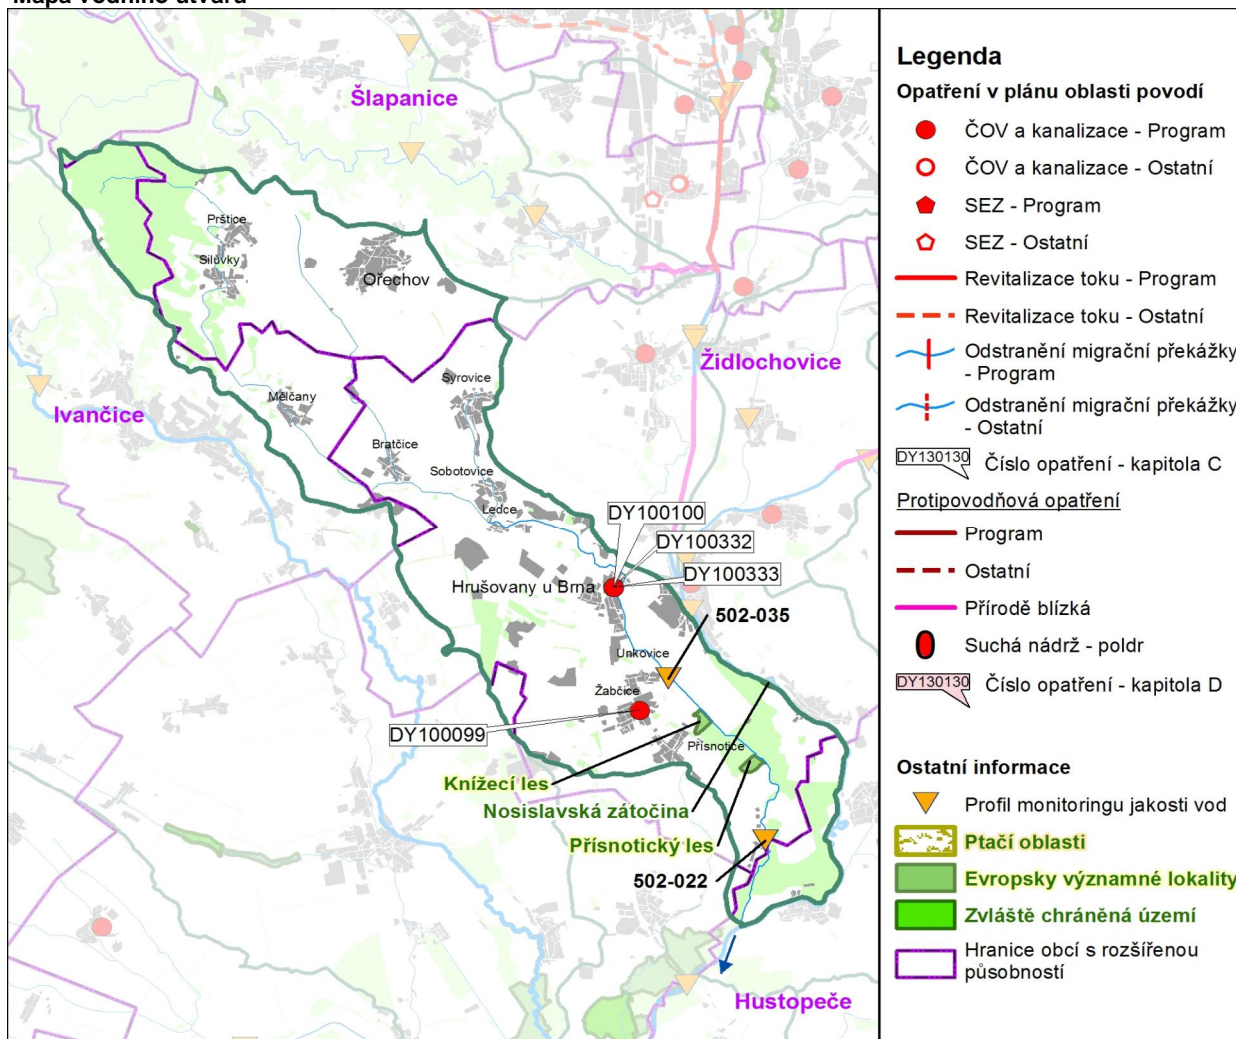 Mapa vodního útvaru
Šlapanice
Prštice
Silůvky
Ořechov
Židlochovice
Ivančice
Mělčany
Syrovice
Bratčice
Sobotovice
Ledce
DY100100
DY100332
DY100333
Hrušovany u Brna
502-035
Unkovice
Žabčice
DY100099
Přísnotice
Knížecí les
Nosislavská zátočina
Přísnotický les
502-022
Hustopeče
Legenda
Opatření v plánu oblasti povodí
ČOV a kanalizace - Program
ČOV a kanalizace - Ostatní
SEZ - Program
SEZ - Ostatní
Revitalizace toku - Program
Revitalizace toku - Ostatní
Odstranění migrační překážky
- Program
Odstranění migrační překážky
- Ostatní
DY130130 Číslo opatření - kapitola C
Protipovodňová opatření
Program
Ostatní
Přírodě blízká
Suchá nádrž - poldr
DY130130 Číslo opatření - kapitola D
Ostatní informace
Profil monitoringu jakosti vod
Ptačí oblasti
Evropsky významné lokality
Zvláště chráněná území
Hranice obcí s rozšířenou
působností